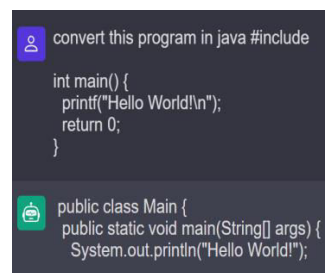 convert this program in java #include
int main() {
printf("Hello World!\n");
return 0;
}
public class Main {
public static void main(String[] args) {
System.out.println("Hello World!");